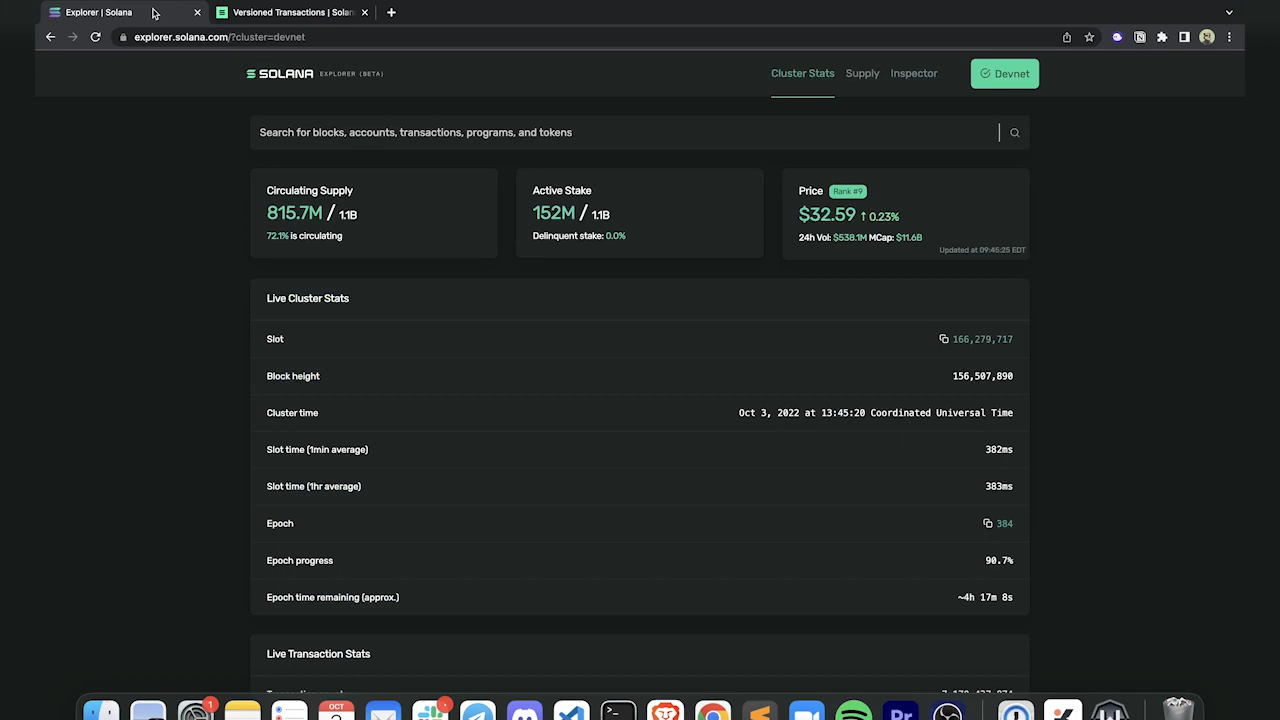 Explorer | Solana
Versioned Transactions | Solan
explorer.solana.com/?cluster=devnet
SOLANA EXPLORER (BETA)
Cluster Stats
Supply
Inspector
Devnet
Search for blocks, accounts, transactions, programs, and tokens
Circulating Supply
815.7M / 1.1B
72.1% is circulating
Active Stake
152M / 1.1B
Delinquent stake: 0.0%
Price Rank #9
$32.59 ↑ 0.23%
24h Vol: $538.1M MCap: $11.6B
Updated at 09:45:25 EDT
Live Cluster Stats
Slot 166,279,717
Block height 156,507,890
Cluster time Oct 3, 2022 at 13:45:20 Coordinated Universal Time
Slot time (1min average) 382ms
Slot time (1hr average) 383ms
Epoch 384
Epoch progress 90.7%
Epoch time remaining (approx.) ~4h 17m 8s
Live Transaction Stats
1
OCT
Pr